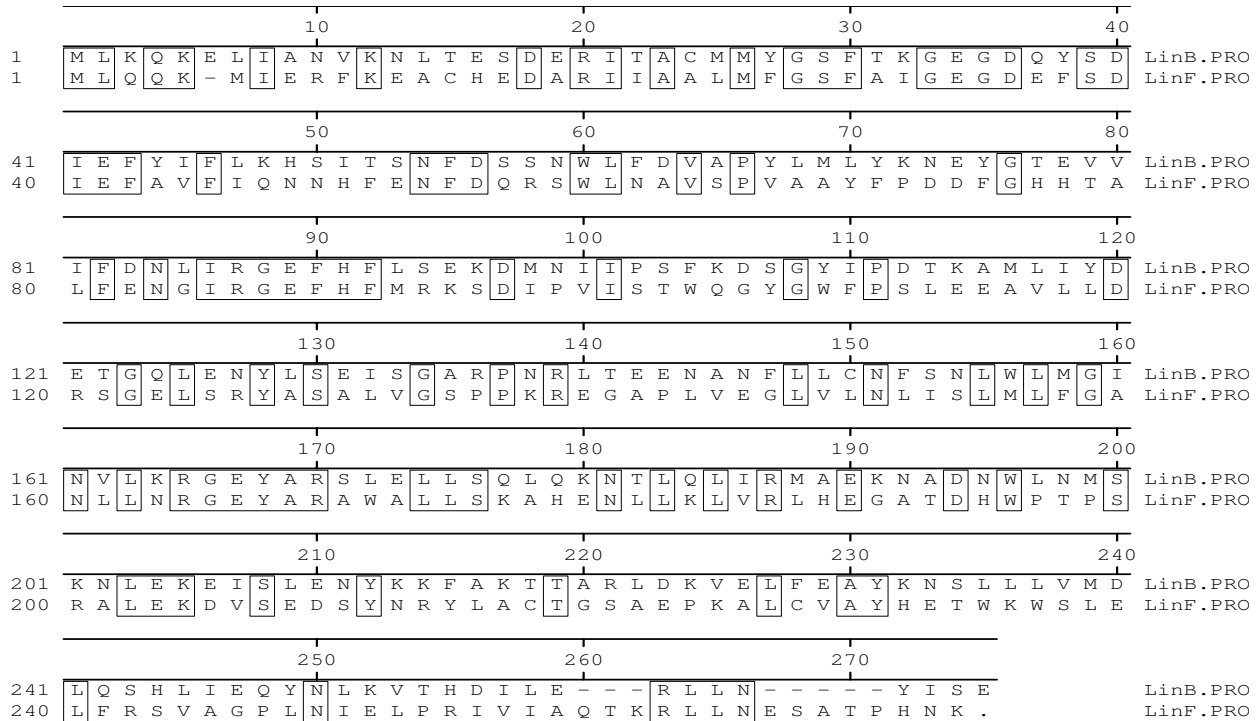 10 20 30 40
1 M L K Q K E L I A N V K N L T E S D E R I T A C M M Y G S F T K G E G D Q Y S D LinB.PRO
1 M L Q Q K - M I E R F K E A C H E D A R I I A A L M F G S F A I G E G D E F S D LinF.PRO
50 60 70 80
41 I E F Y I F L K H S I T S N F D S S N W L F D V A P Y L M L Y K N E Y G T E V V LinB.PRO
40 I E F A V F I Q N N H F E N F D Q R S W L N A V S P V A A Y F P D D F G H H T A LinF.PRO
90 100 110 120
81 I F D N L I R G E F H F L S E K D M N I I P S F K D S G Y I P D T K A M L I Y D LinB.PRO
80 L F E N G I R G E F H F M R K S D I P V I S T W Q G Y G W F P S L E E A V L L D LinF.PRO
130 140 150 160
121 E T G Q L E N Y L S E I S G A R P N R L T E E N A N F L L C N F S N L W L M G I LinB.PRO
120 R S G E L S R Y A S A L V G S P P K R E G A P L V E G L V L N L I S L M L F G A LinF.PRO
170 180 190 200
161 N V L K R G E Y A R S L E L L S Q L Q K N T L Q L I R M A E K N A D N W L N M S LinB.PRO
160 N L L N R G E Y A R A W A L L S K A H E N L L K L V R L H E G A T D H W P T P S LinF.PRO
210 220 230 240
201 K N L E K E I S L E N Y K K F A K T T A R L D K V E L F E A Y K N S L L L V M D LinB.PRO
200 R A L E K D V S E D S Y N R Y L A C T G S A E P K A L C V A Y H E T W K W S L E LinF.PRO
250 260 270
241 L Q S H L I E Q Y N L K V T H D I L E - - - R L L N - - - - - Y I S E LinB.PRO
240 L F R S V A G P L N I E L P R I V I A Q T K R L L N E S A T P H N K . LinF.PRO